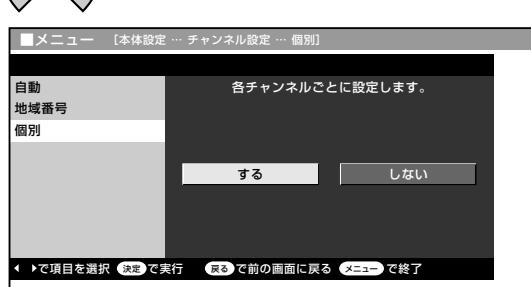 ■メニュー [本体設定 … チャンネル設定 … 個別]
自動
各チャンネルごとに設定します。
地域番号
個別
する しない
で項目を選択 決定 で実行 戻る で前の画面に戻る メニュー で終了